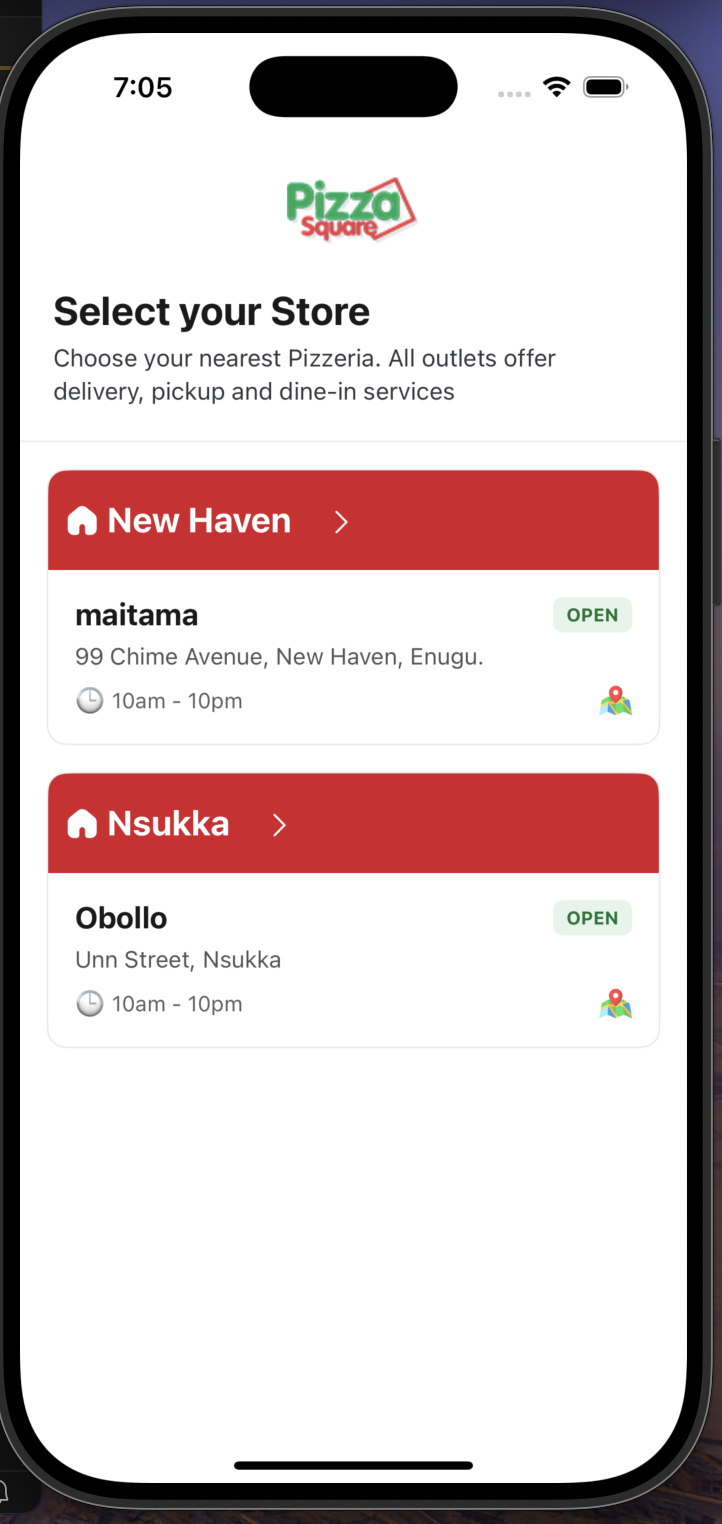 7:05
Pizza
Square
Select your Store
Choose your nearest Pizzeria. All outlets offer
delivery, pickup and dine-in services
New Haven
maitama
OPEN
99 Chime Avenue, New Haven, Enugu.
10am - 10pm
Nsukka
Obollo
OPEN
Unn Street, Nsukka
10am - 10pm